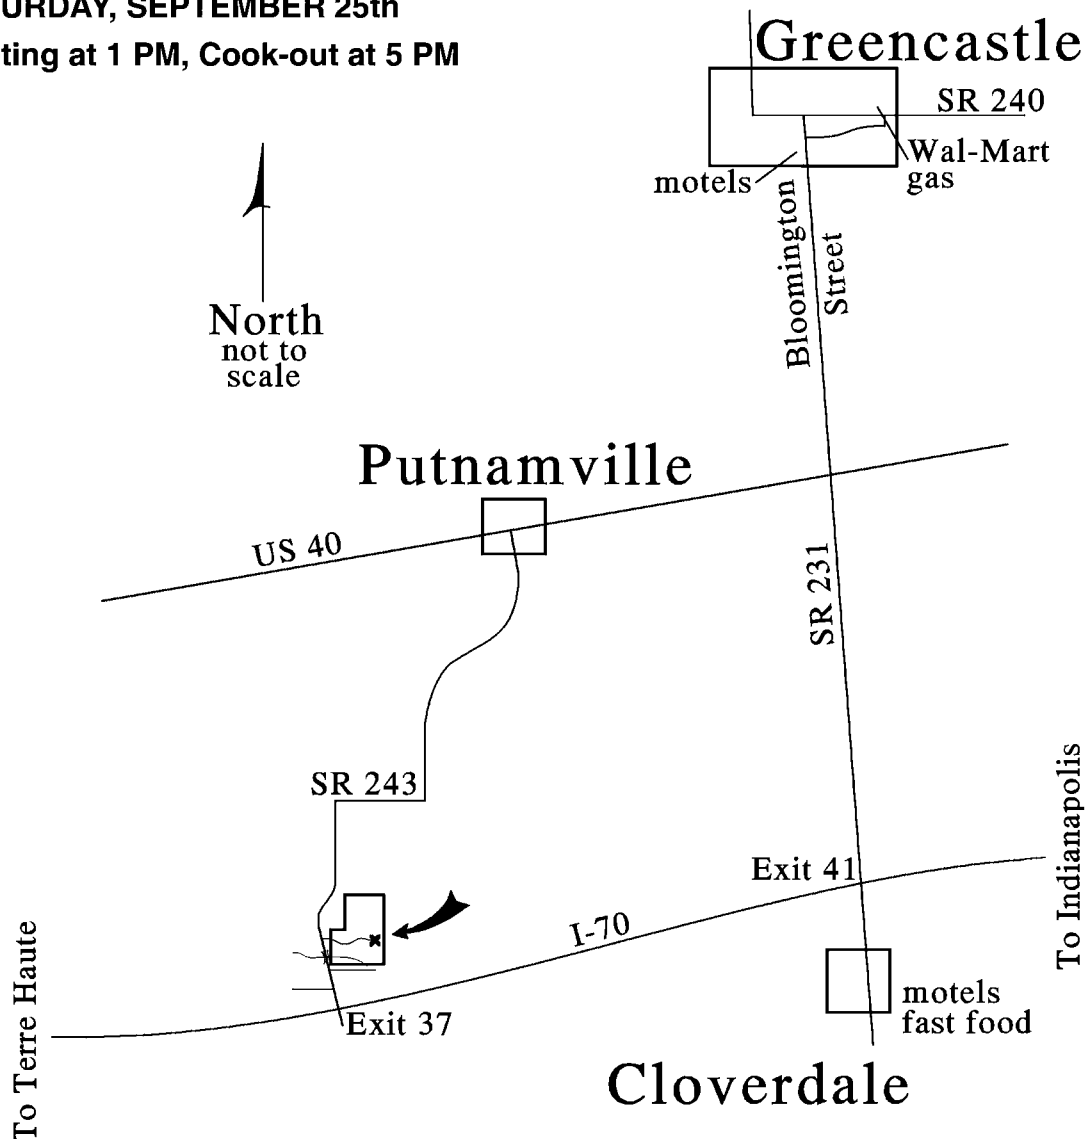 URDAY, SEPTEMBER 25th
ting at 1 PM, Cook-out at 5 PM
Greencastle
SR 240
Wal-Mart
gas
motels
Bloomington
Street
North
not to
scale
Putnamville
US 40
SR 231
SR 243
To Indianapolis
Exit 41
I-70
To Terre Haute
motels
fast food
Exit 37
Cloverdale